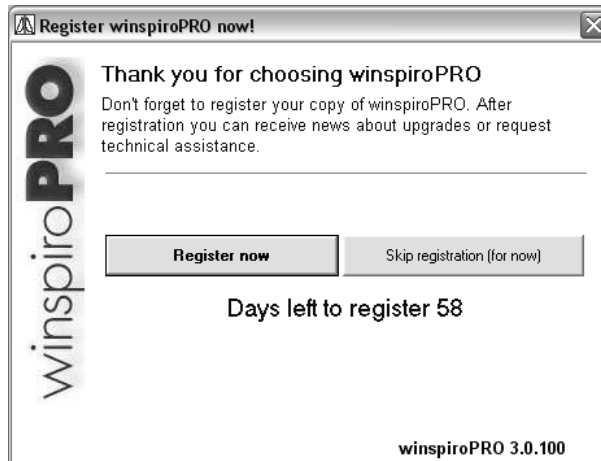 Register winspiroPRO now!
winspiroPRO
Thank you for choosing winspiroPRO
Don't forget to register your copy of winspiroPRO. After
registration you can receive news about upgrades or request
technical assistance.
Register now
Skip registration (for now)
Days left to register 58
winspiroPRO 3.0.100